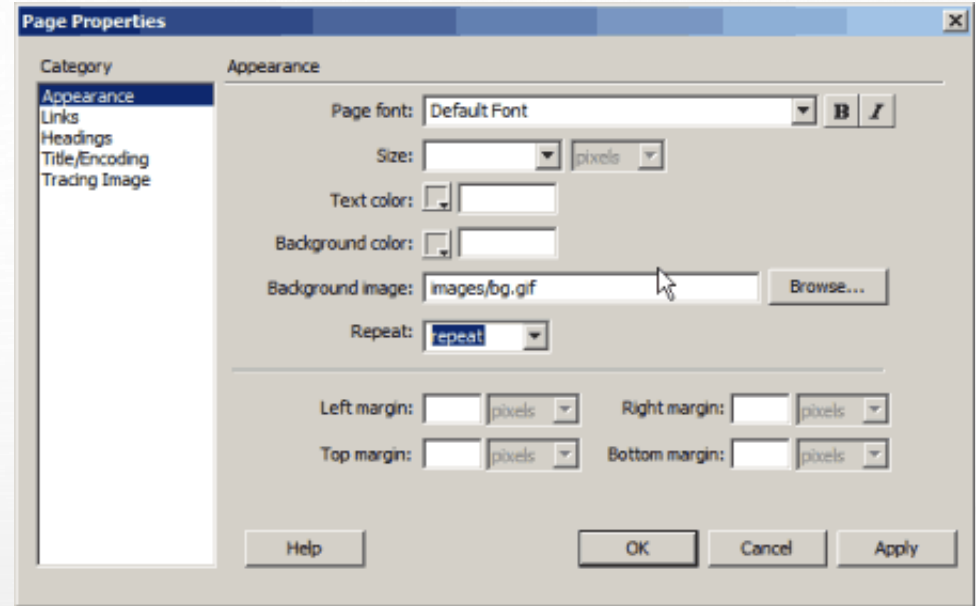 Page Properties
Category
Appearance
Links
Headings
Title/Encoding
Tracing Image
Appearance
Page font: Default Font B I
Size: pixels
Text color:
Background color:
Background image: images/bg.gif Browse...
Repeat: repeat
Left margin: pixels Right margin: pixels
Top margin: pixels Bottom margin: pixels
Help OK Cancel Apply